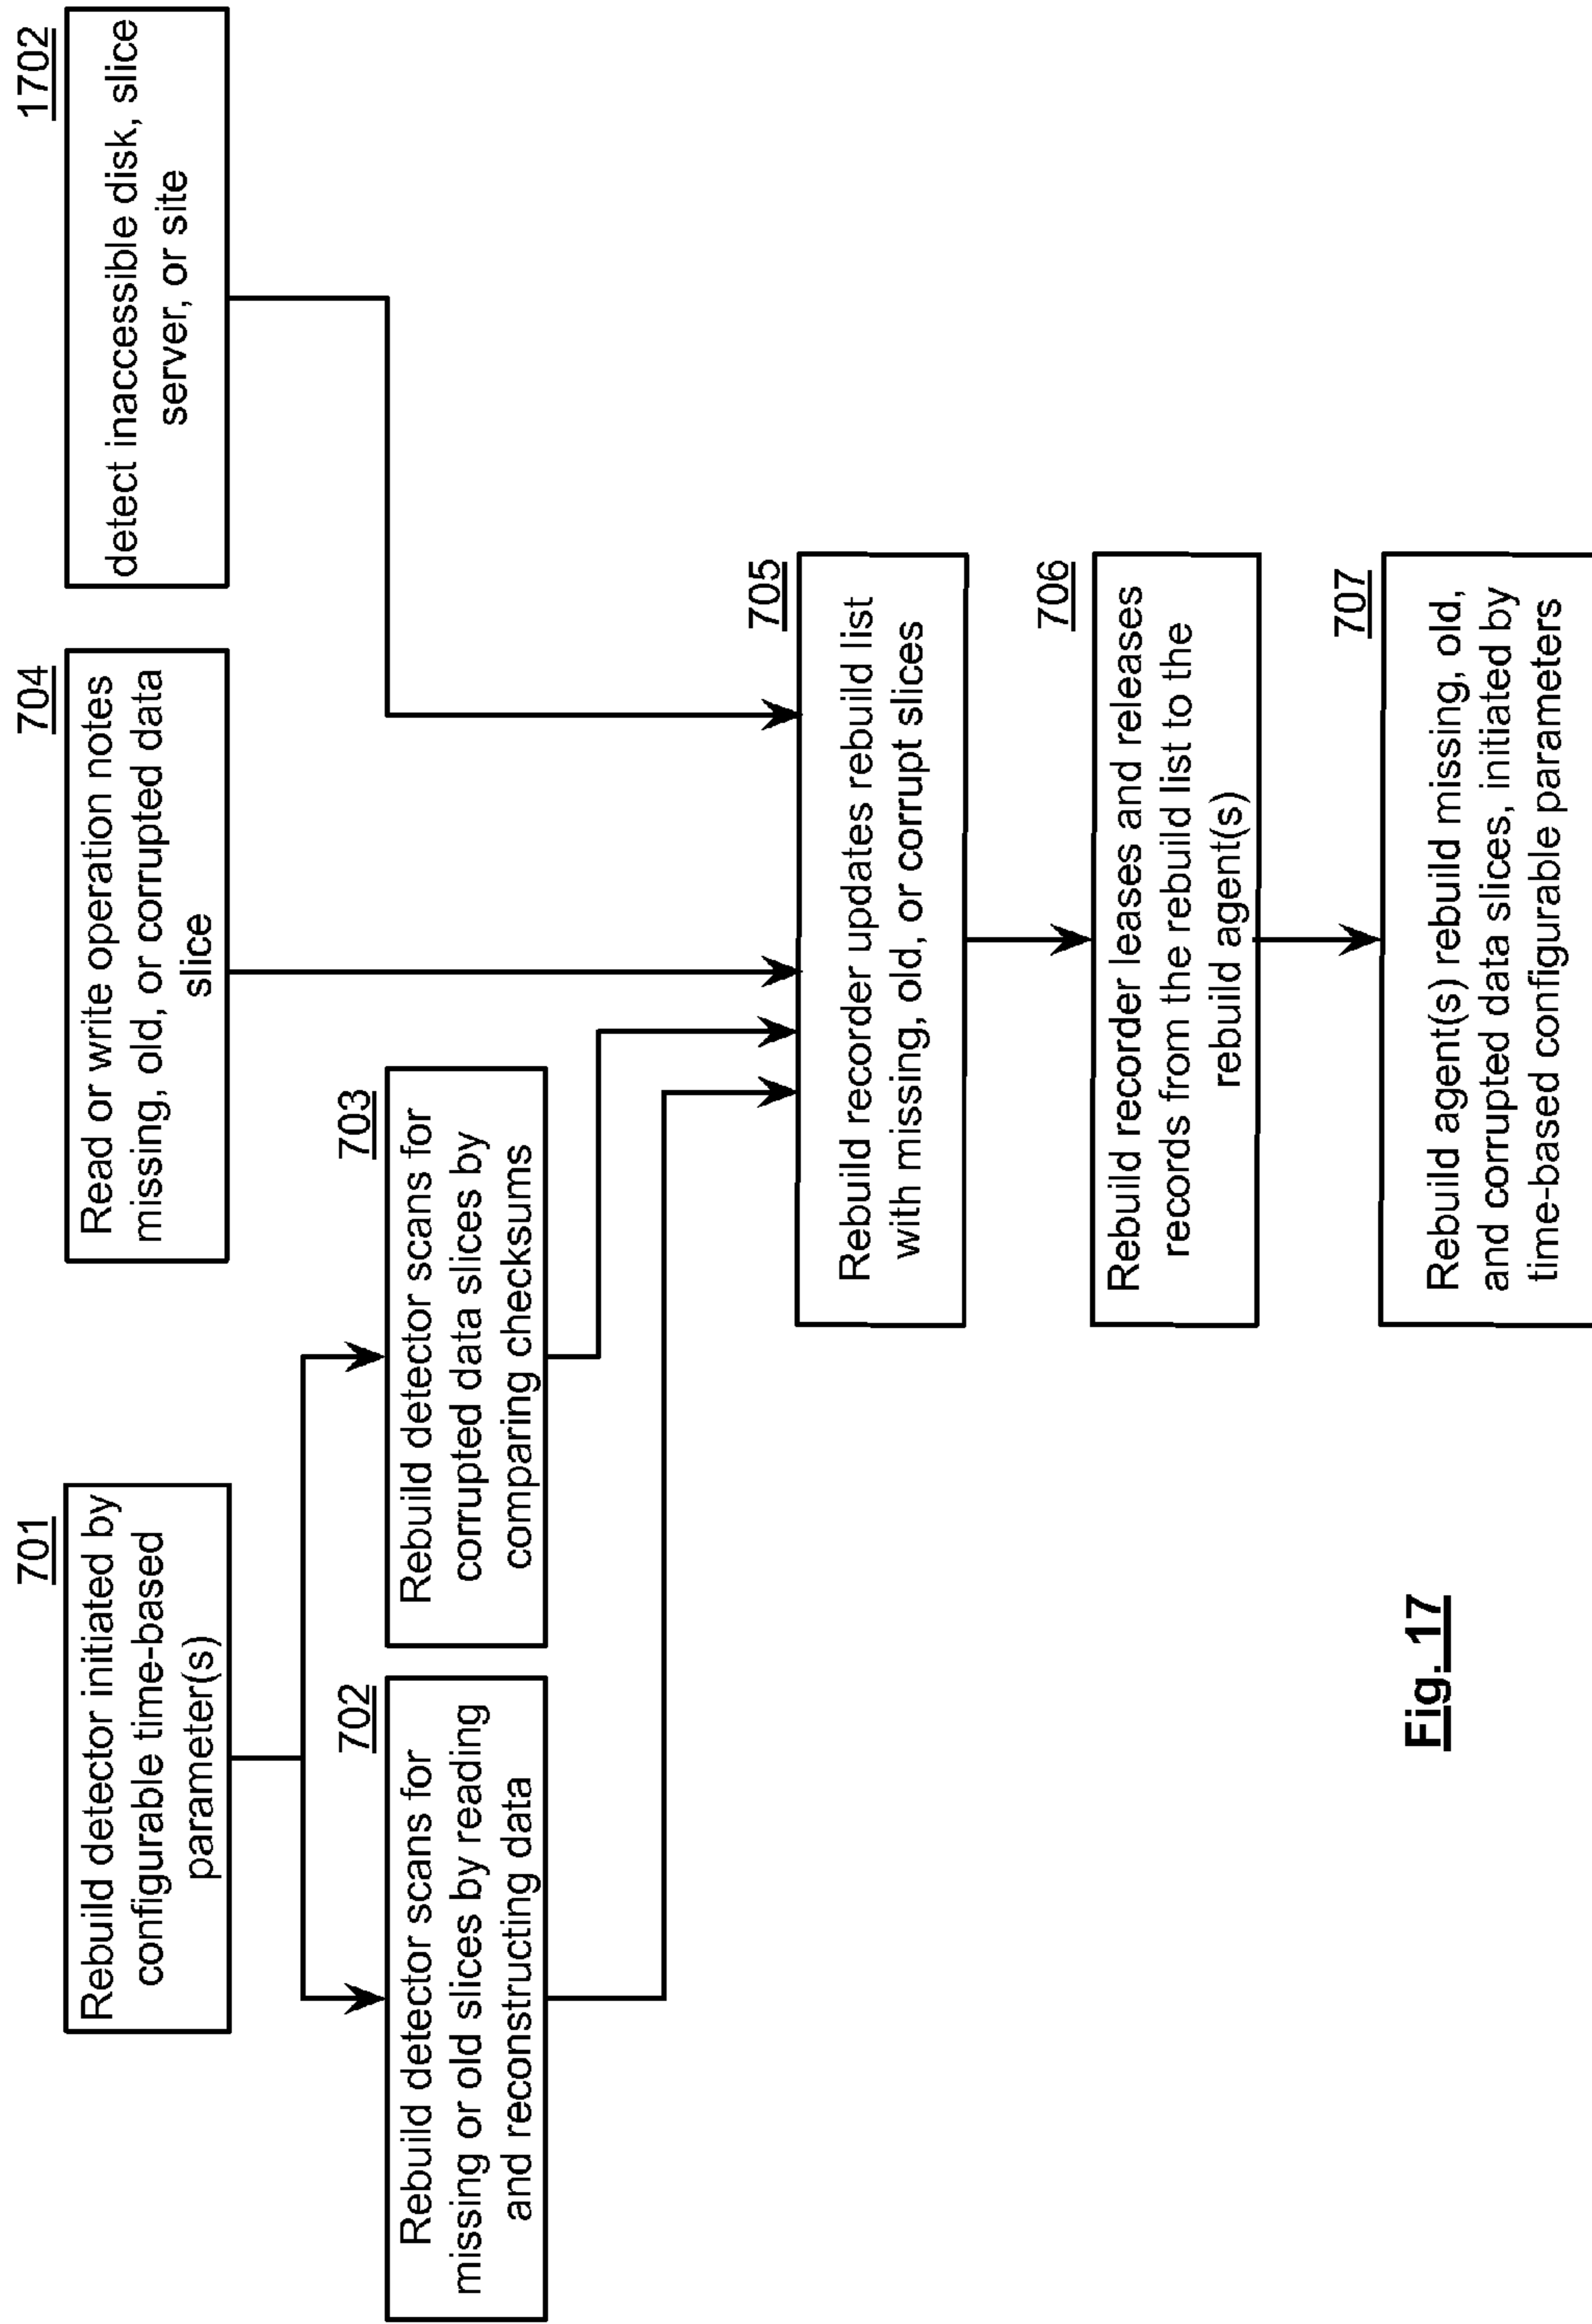 701
Rebuild detector initiated by
configurable time-based
parameter(s)
704
Read or write operation notes
missing, old, or corrupted data
slice
1702
detect inaccessible disk, slice
server, or site
702
Rebuild detector scans for
missing or old slices by reading
and reconstructing data
703
Rebuild detector scans for
corrupted data slices by
comparing checksums
705
Rebuild recorder updates rebuild list
with missing, old, or corrupt slices
706
Rebuild recorder leases and releases
records from the rebuild list to the
rebuild agent(s)
707
Rebuild agent(s) rebuild missing, old,
and corrupted data slices, initiated by
time-based configurable parameters
Fig. 17